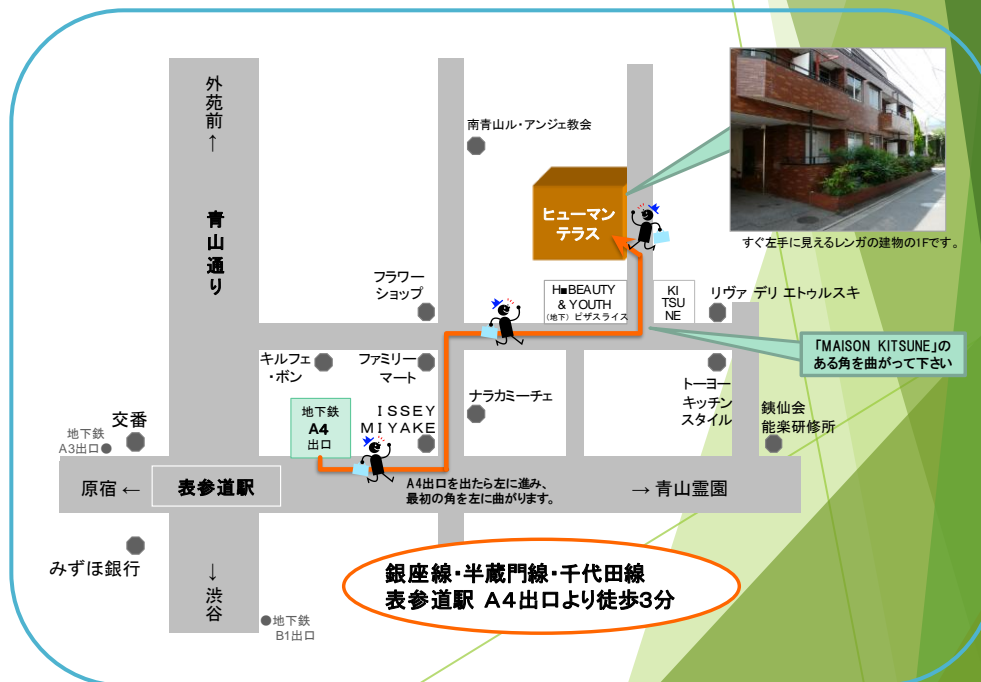 外苑前↑
青山通り
南青山ル・アンジェ教会
ヒューマン
テラス
すぐ左手に見えるレンガの建物の1Fです。
フラワー
ショップ
H■BEAUTY
& YOUTH
(地下) ピザスライス
KI
TSU
NE
リヴァ デリ エトゥルスキ
「MAISON KITSUNE」の
ある角を曲がって下さい
キルフェ
・ボン
ファミリー
マート
ナラカミーチェ
トーヨー
キッチン
スタイル
銕仙会
能楽研修所
交番
地下鉄
A3出口●
地下鉄
A4
出口
ISSEY
MIYAKE
原宿 ←
表参道駅
A4出口を出たら左に進み、
最初の角を左に曲がります。
→ 青山霊園
みずほ銀行
↓渋谷
●地下鉄
B1出口
銀座線・半蔵門線・千代田線
表参道駅 A4出口より徒歩3分